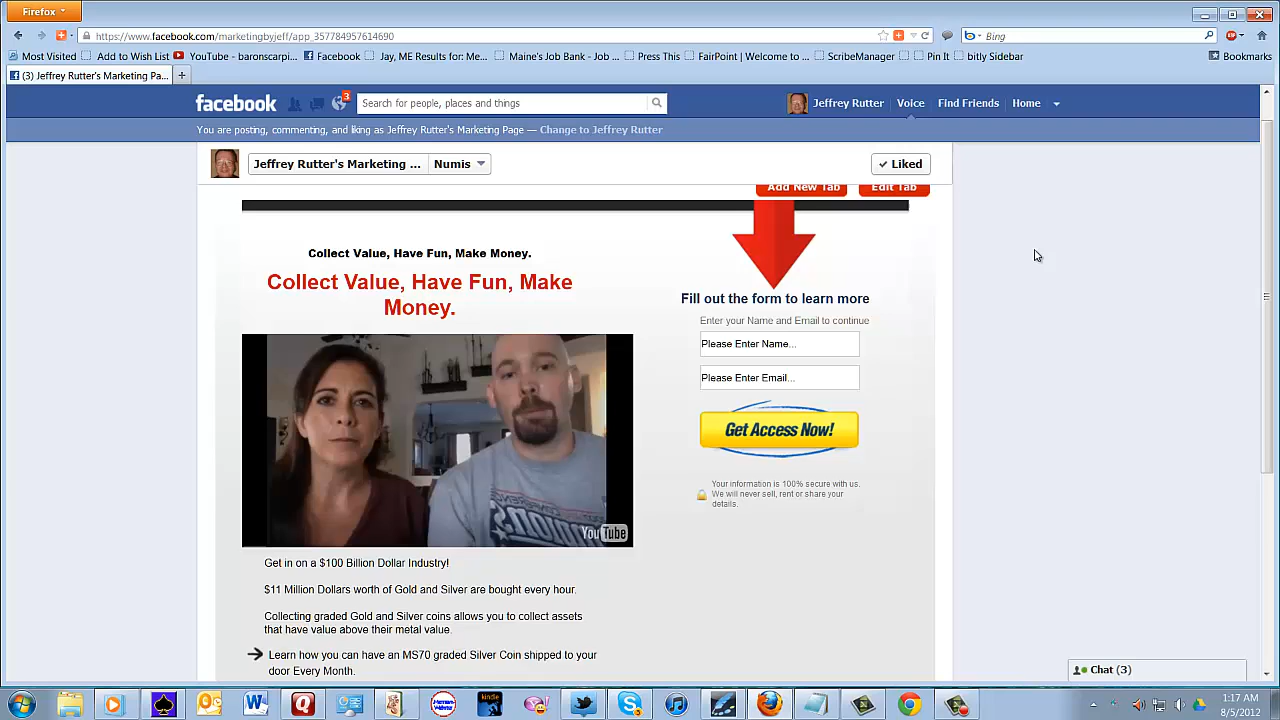 Firefox
https://www.facebook.com/marketingbyjeff/app_357784957614690
Bing
Most Visited Add to Wish List YouTube - bandscarpi... Facebook Jay, ME Results for: Me... Maine's Job Bank - Job ... Press This FairPoint | Welcome to ... ScribeManager Pin It bitly Sidebar Bookmarks
(3) Jeffrey Rutter's Marketing Pa...
facebook 3 Search for people, places and things Jeffrey Rutter Voice Find Friends Home
You are posting, commenting, and liking as Jeffrey Rutter's Marketing Page — Change to Jeffrey Rutter
Jeffrey Rutter's Marketing ... Numis Liked
Add New Tab Edit Tab
Collect Value, Have Fun, Make Money.
Collect Value, Have Fun, Make
Money.
Fill out the form to learn more
Enter your Name and Email to continue
Please Enter Name...
Please Enter Email...
Get Access Now!
Your information is 100% secure with us.
We will never sell, rent or share your
details.
YouTube
Get in on a $100 Billion Dollar Industry!
$11 Million Dollars worth of Gold and Silver are bought every hour.
Collecting graded Gold and Silver coins allows you to collect assets
that have value above their metal value.
Learn how you can have an MS70 graded Silver Coin shipped to your
door Every Month.
Chat (3)
kindle
1:17 AM
8/5/2012